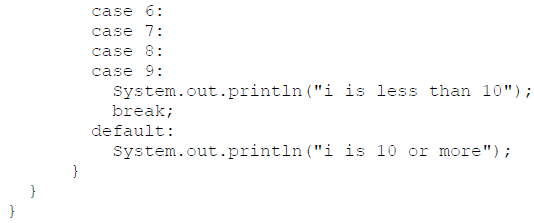 case 6:
case 7:
case 8:
case 9:
System.out.println("i is less than 10");
break;
default:
System.out.println("i is 10 or more");
}
}
}